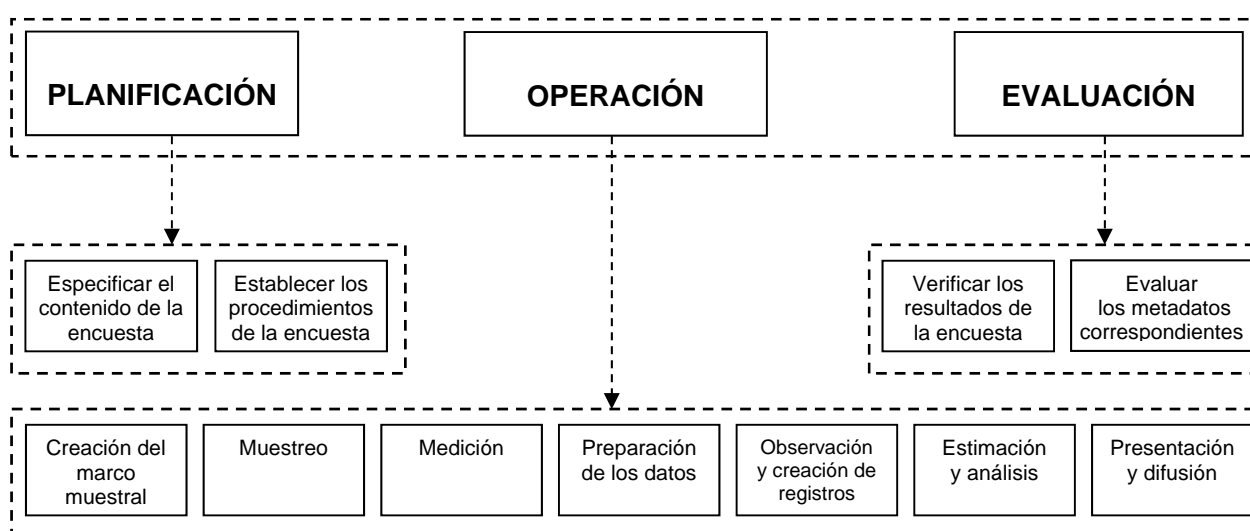 PLANIFICACIÓN
OPERACIÓN
EVALUACIÓN
Especificar el
contenido de la
encuesta
Establecer los
procedimientos
de la encuesta
Verificar los
resultados de
la encuesta
Evaluar
los metadatos
correspondientes
Creación del
marco
muestral
Muestreo
Medición
Preparación
de los datos
Observación
y creación de
registros
Estimación
y análisis
Presentación
y difusión